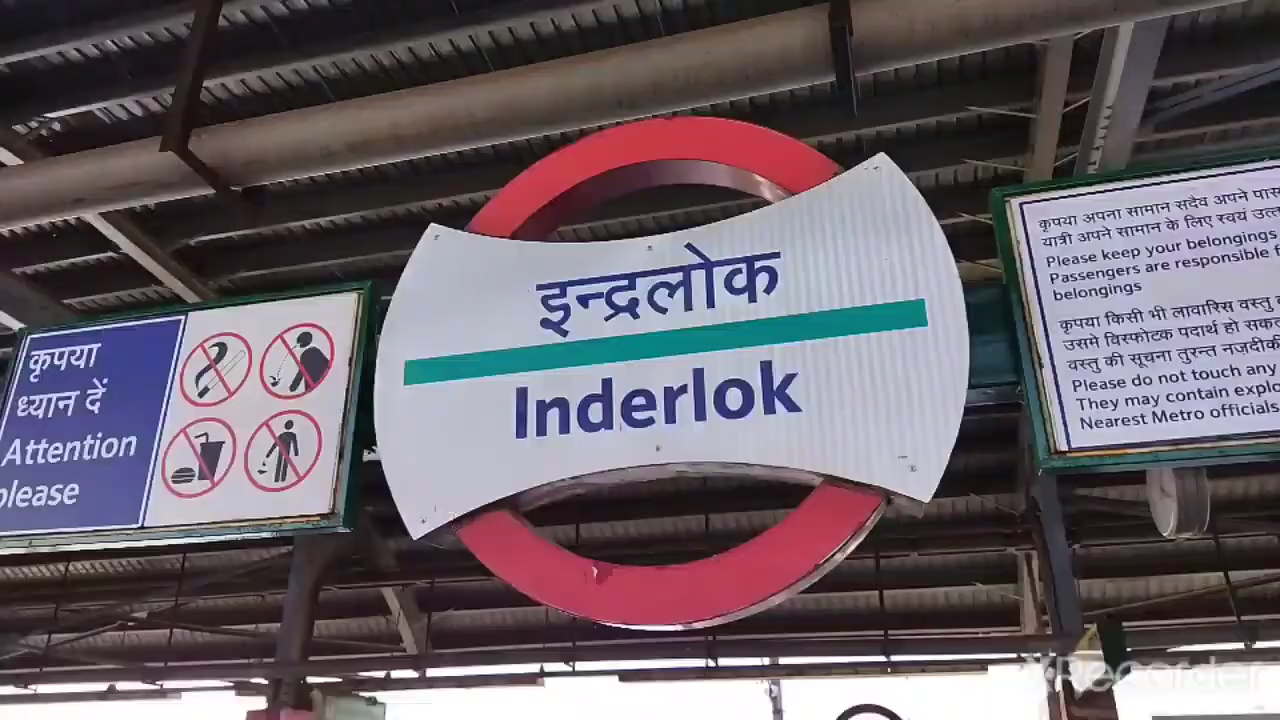 कृपया
ध्यान दें
Attention
please
इन्द्रलोक
Inderlok
कृपया अपना सामान सदैव अपने पास
यात्री अपने सामान के लिए स्वयं
Please keep your belongings
Passengers are responsible
belongings
कृपया किसी भी लावारिस वस्तु
उसमे विस्फोटक पदार्थ हो
वस्तु की सूचना तुरन्त नजदीकी
Please do not touch any
They may contain
Nearest Metro officials
XRecorder